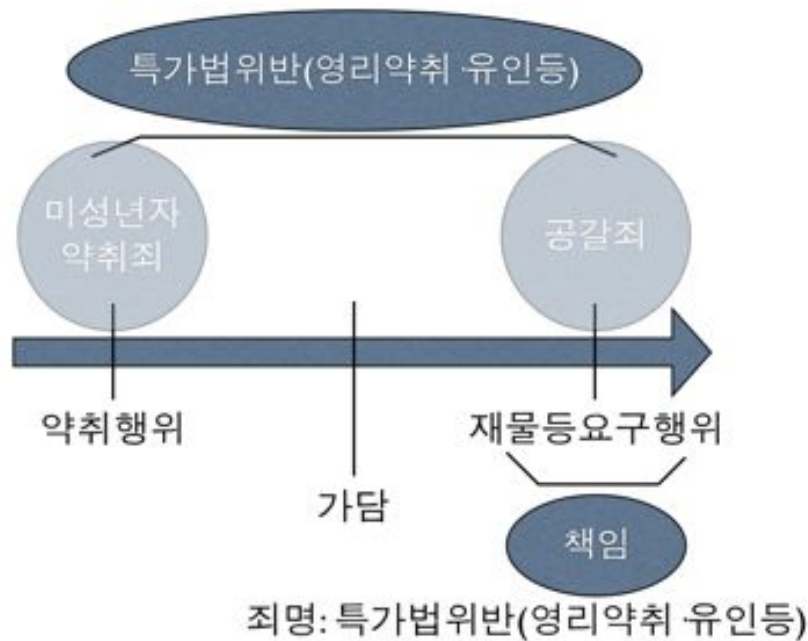 특가법위반(영리약취·유인등)
미성년자
약취죄
공갈죄
약취행위
재물등요구행위
가담
책임
죄명: 특가법위반(영리약취·유인등)